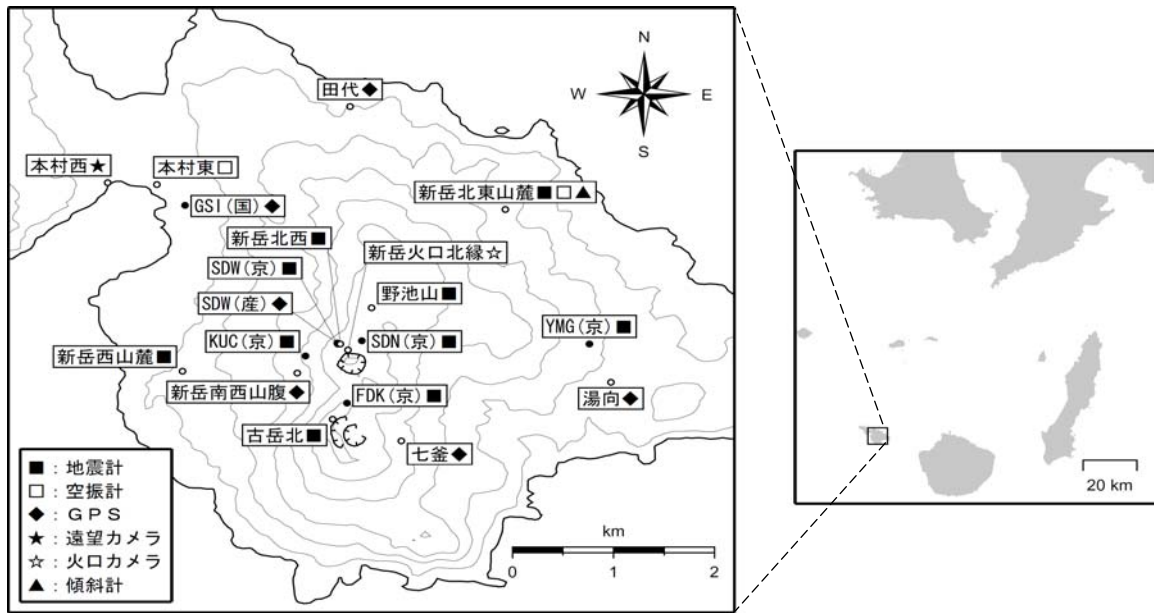 田代◆
N
W
E
S
本村西★
本村東□
新岳北東山麓■□▲
GSI(国)◆
新岳北西■
新岳火口北縁☆
SDW(京)■
SDW(産)◆
野池山■
YMG(京)■
KUC(京)■
SDN(京)■
新岳西山麓■
新岳南西山腹◆
FDK(京)■
湯向◆
古岳北■
七釜◆
■：地震計
□：空振計
◆：ＧＰＳ
★：遠望カメラ
☆：火口カメラ
▲：傾斜計
km
0 1 2
20 km